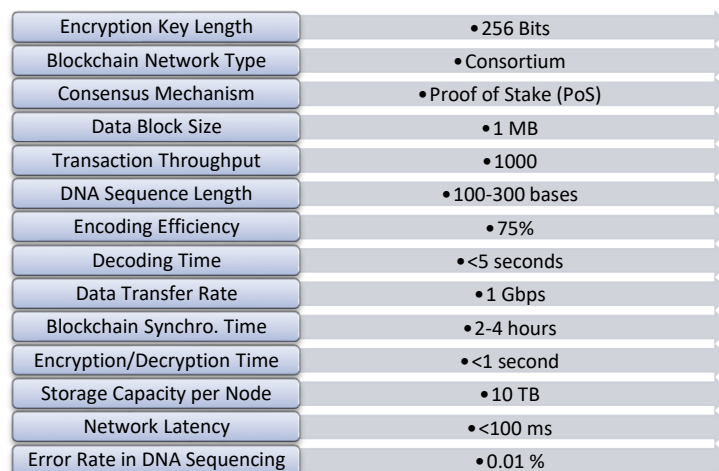 Encryption Key Length •256 Bits
Blockchain Network Type •Consortium
Consensus Mechanism •Proof of Stake (PoS)
Data Block Size •1 MB
Transaction Throughput •1000
DNA Sequence Length •100-300 bases
Encoding Efficiency •75%
Decoding Time •<5 seconds
Data Transfer Rate •1 Gbps
Blockchain Synchro. Time •2-4 hours
Encryption/Decryption Time •<1 second
Storage Capacity per Node •10 TB
Network Latency •<100 ms
Error Rate in DNA Sequencing •0.01 %